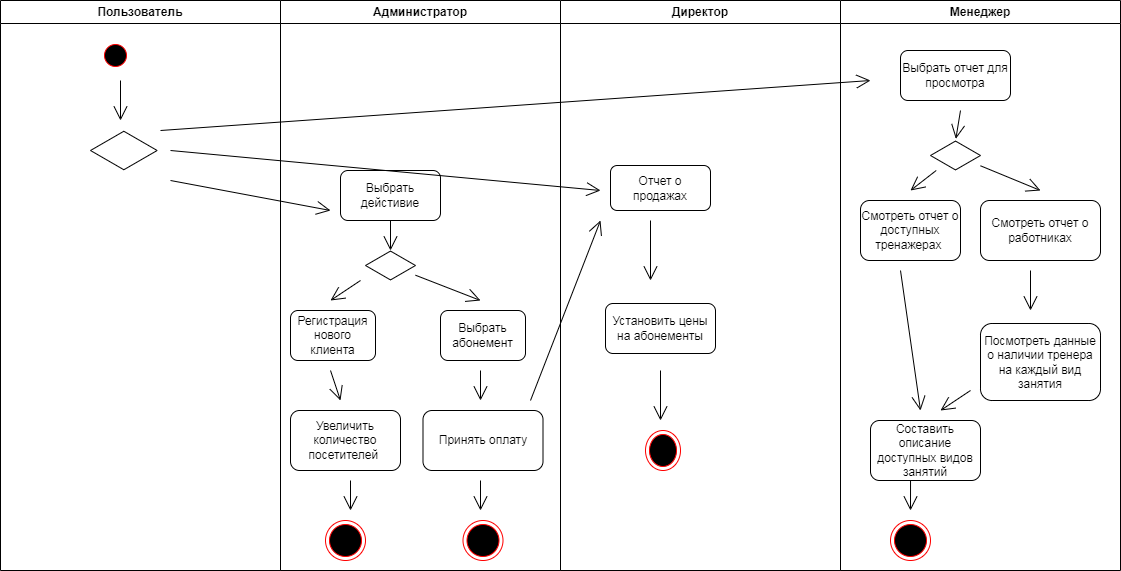 Пользователь
Администратор
Директор
Менеджер
Выбрать отчет для
просмотра
Выбрать
действие
Отчет о
продажах
Смотреть отчет о
доступных
тренажерах
Смотреть отчет о
работниках
Регистрация
нового
клиента
Выбрать
абонемент
Установить цены
на абонементы
Посмотреть данные
о наличии тренера
на каждый вид
занятия
Увеличить
количество
посетителей
Принять оплату
Составить
описание
доступных видов
занятий